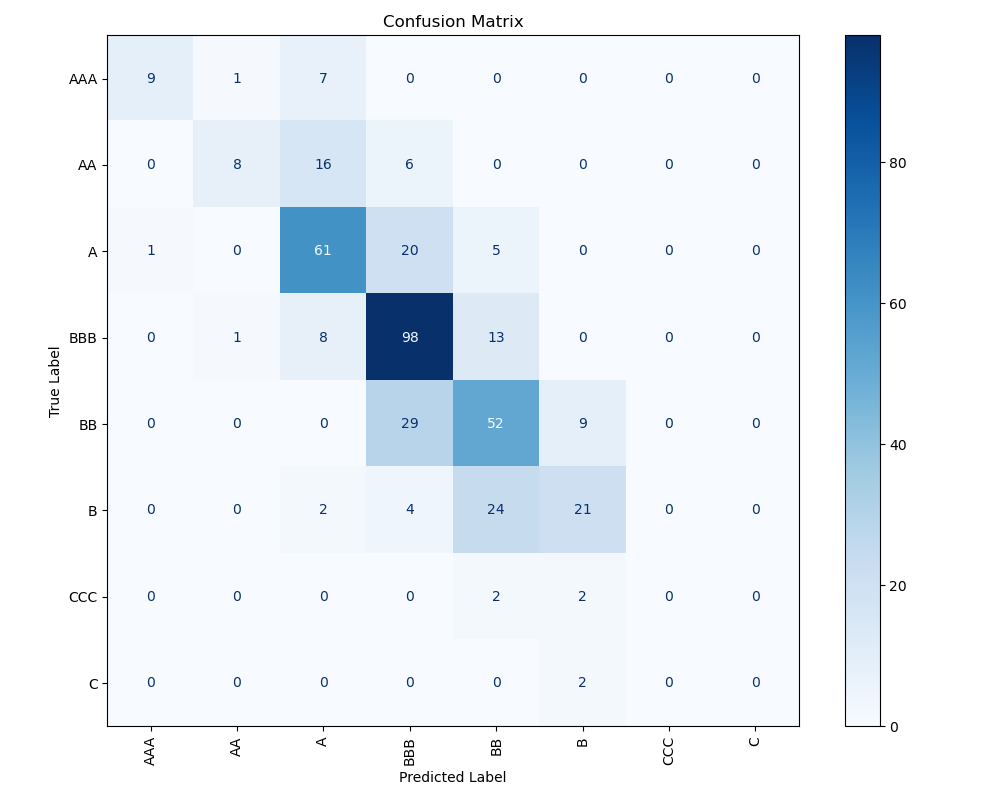 Confusion Matrix
True Label
AAA 9 1 7 0 0 0 0 0
AA 0 8 16 6 0 0 0 0
A 1 0 61 20 5 0 0 0
BBB 0 1 8 98 13 0 0 0
BB 0 0 0 29 52 9 0 0
B 0 0 2 4 24 21 0 0
CCC 0 0 0 0 2 2 0 0
C 0 0 0 0 0 2 0 0
AAA AA A BBB BB B CCC C
Predicted Label
80
60
40
20
0